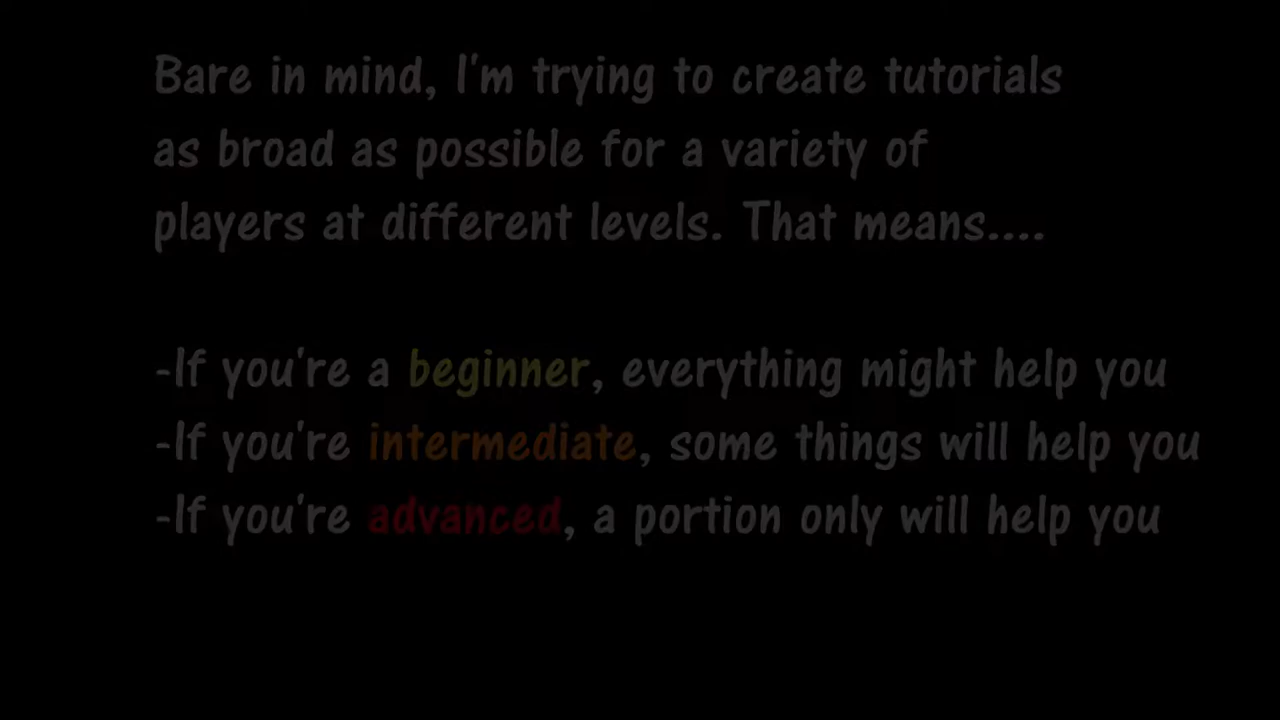 Bare in mind, I'm trying to create tutorials
as broad as possible for a variety of
players at different levels. That means....
-If you're a beginner, everything might help you
-If you're intermediate, some things will help you
-If you're advanced, a portion only will help you